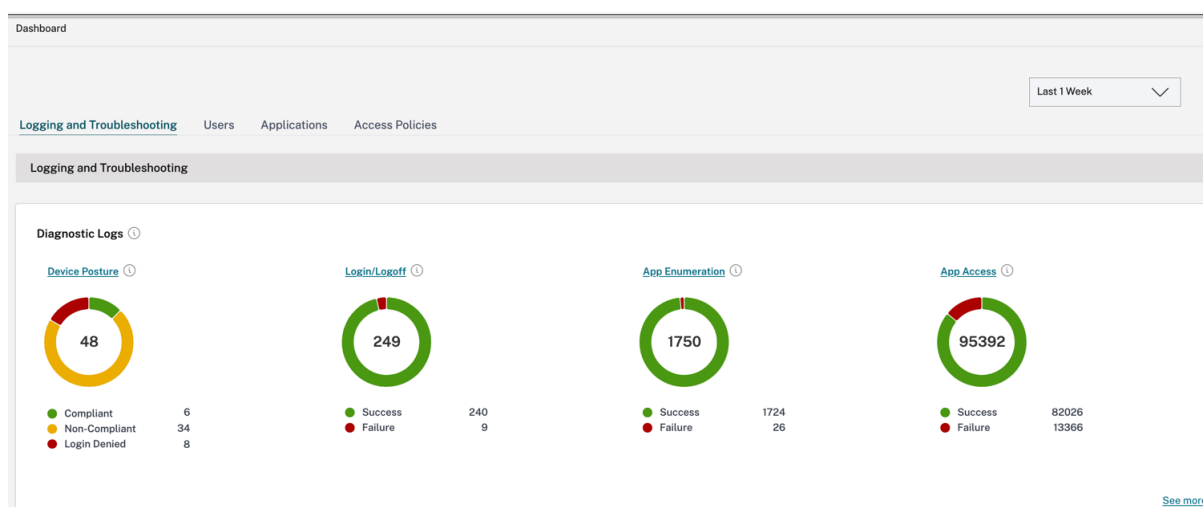 Dashboard
Last 1 Week
Logging and Troubleshooting Users Applications Access Policies
Logging and Troubleshooting
Diagnostic Logs
Device Posture Login/Logoff App Enumeration App Access
48 249 1750 95392
Compliant 6 Success 240 Success 1724 Success 82026
Non-Compliant 34 Failure 9 Failure 26 Failure 13366
Login Denied 8
See more